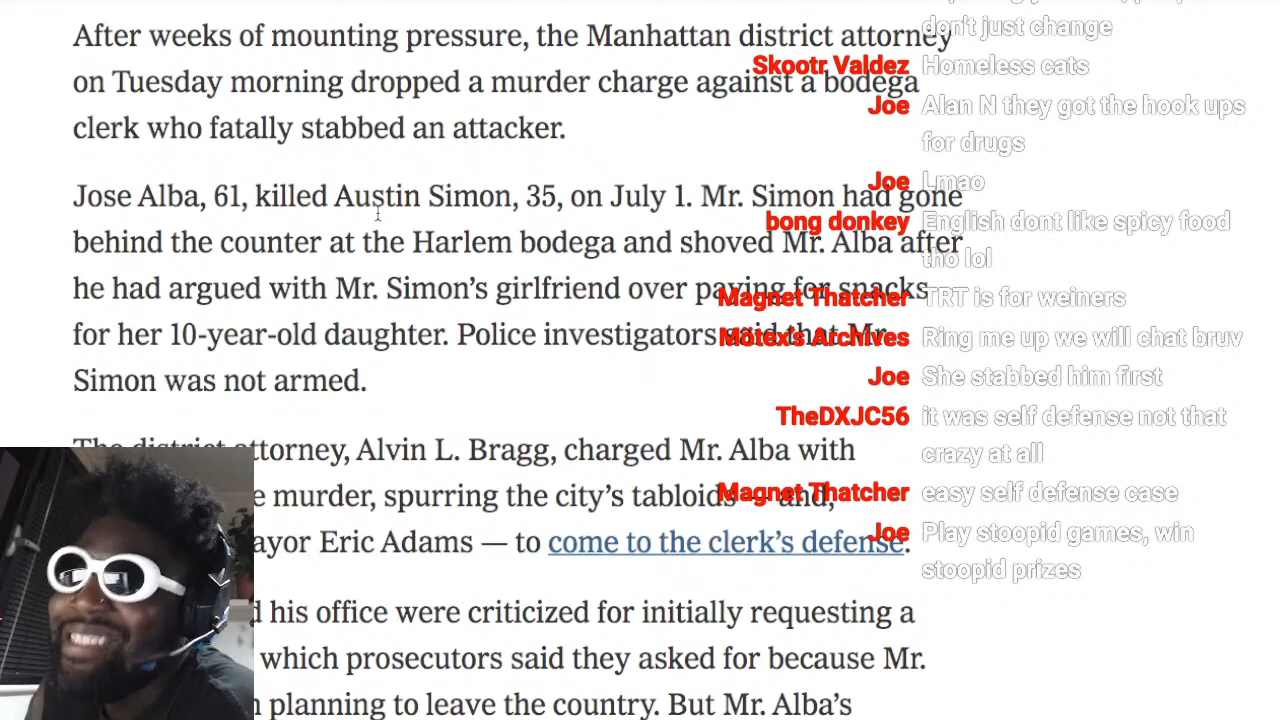 After weeks of mounting pressure, the Manhattan district attorney
on Tuesday morning dropped a murder charge against a bodega
clerk who fatally stabbed an attacker.
Jose Alba, 61, killed Austin Simon, 35, on July 1. Mr. Simon had gone
behind the counter at the Harlem bodega and shoved Mr. Alba after
he had argued with Mr. Simon's girlfriend over paying for snacks
for her 10-year-old daughter. Police investigators said that Mr.
Simon was not armed.
The district attorney, Alvin L. Bragg, charged Mr. Alba with
murder, spurring the city's tabloids — and,
ayor Eric Adams — to come to the clerk's defense.
d his office were criticized for initially requesting a
which prosecutors said they asked for because Mr.
planning to leave the country. But Mr. Alba's
don't just change
Skootr Valdez Homeless cats
Joe Alan N they got the hook ups
for drugs
Joe Lmao
bong donkey English dont like spicy food
tho lol
Magnet Thatcher TRT is for weiners
Mötex's Archives Ring me up we will chat bruv
Joe She stabbed him first
TheDXJC56 it was self defense not that
crazy at all
Magnet Thatcher easy self defense case
Joe Play stoopid games, win
stoopid prizes